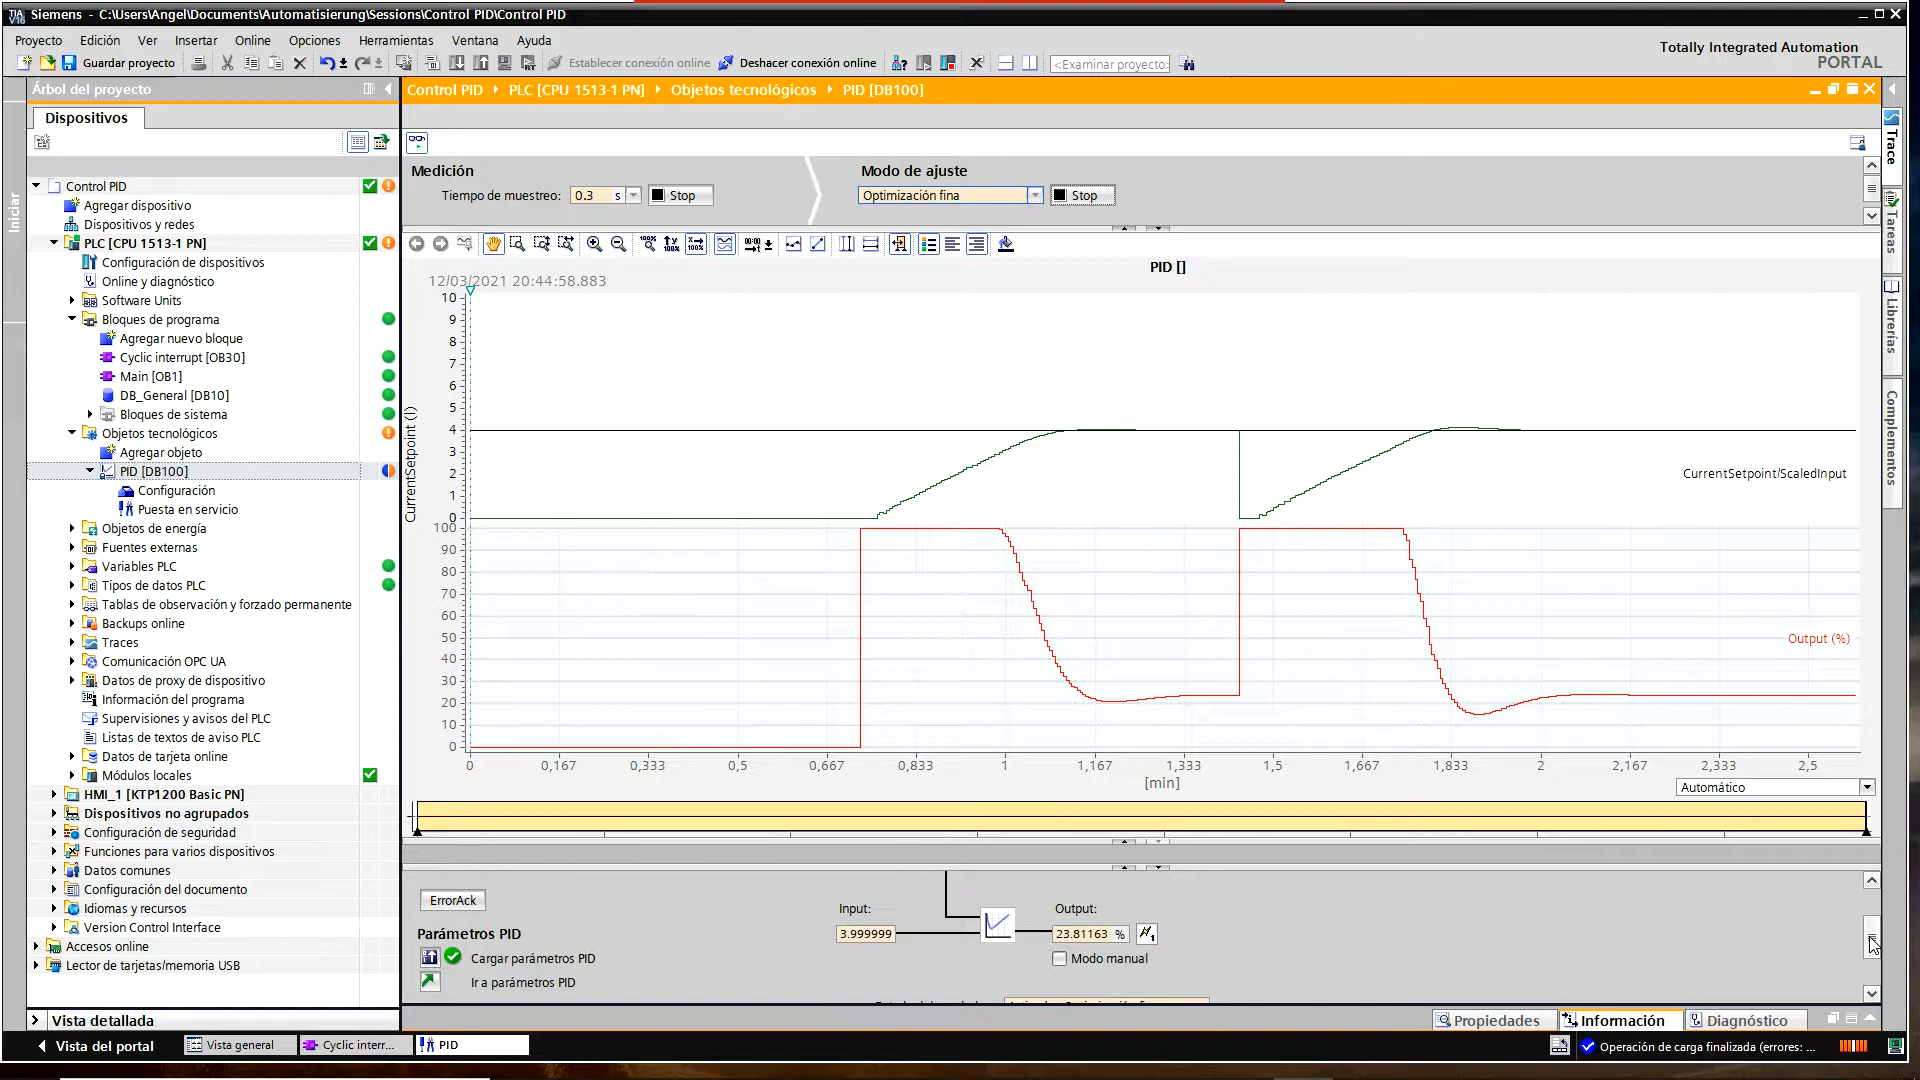 Siemens - C:\Users\Angel\Documents\Automatisierung\Sessions\Control PID\Control PID
Proyecto Edición Ver Insertar Online Opciones Herramientas Ventana Ayuda
Totally Integrated Automation
PORTAL
Guardar proyecto Establecer conexión online Deshacer conexión online <Examinar proyecto>
Árbol del proyecto
Control PID PLC [CPU 1513-1 PN] Objetos tecnológicos PID [DB100]
Dispositivos
Iniciar
Control PID
Agregar dispositivo
Dispositivos y redes
PLC [CPU 1513-1 PN]
Configuración de dispositivos
Online y diagnóstico
Software Units
Bloques de programa
Agregar nuevo bloque
Cyclic interrupt [OB30]
Main [OB1]
DB_General [DB10]
Bloques de sistema
Objetos tecnológicos
Agregar objeto
PID [DB100]
Configuración
Puesta en servicio
Objetos de energía
Fuentes externas
Variables PLC
Tipos de datos PLC
Tablas de observación y forzado permanente
Backups online
Traces
Comunicación OPC UA
Datos de proxy de dispositivo
Información del programa
Supervisiones y avisos del PLC
Listas de textos de aviso PLC
Datos de tarjeta online
Módulos locales
HMI_1 [KTP1200 Basic PN]
Dispositivos no agrupados
Configuración de seguridad
Funciones para varios dispositivos
Datos comunes
Configuración del documento
Idiomas y recursos
Version Control Interface
Accesos online
Lector de tarjetas/memoria USB
Vista detallada
Medición
Tiempo de muestreo: 0.3 s Stop
Modo de ajuste
Optimización fina Stop
PID []
12/03/2021 20:44:58.883
CurrentSetpoint (l)
10
9
8
7
6
5
4
3
2
1
0
CurrentSetpoint/ScaledInput
100
90
80
70
60
50
40
30
20
10
0
Output (%)
0 0,167 0,333 0,5 0,667 0,833 1 1,167 1,333 1,5 1,667 1,833 2 2,167 2,333 2,5
[min]
Automático
ErrorAck
Parámetros PID
Cargar parámetros PID
Ir a parámetros PID
Input:
3.999999
Output:
23.81163 %
Modo manual
Trace
Tareas
Librerías
Complementos
Propiedades Información Diagnóstico
Vista del portal Vista general Cyclic interr... PID
Operación de carga finalizada (errores: ...